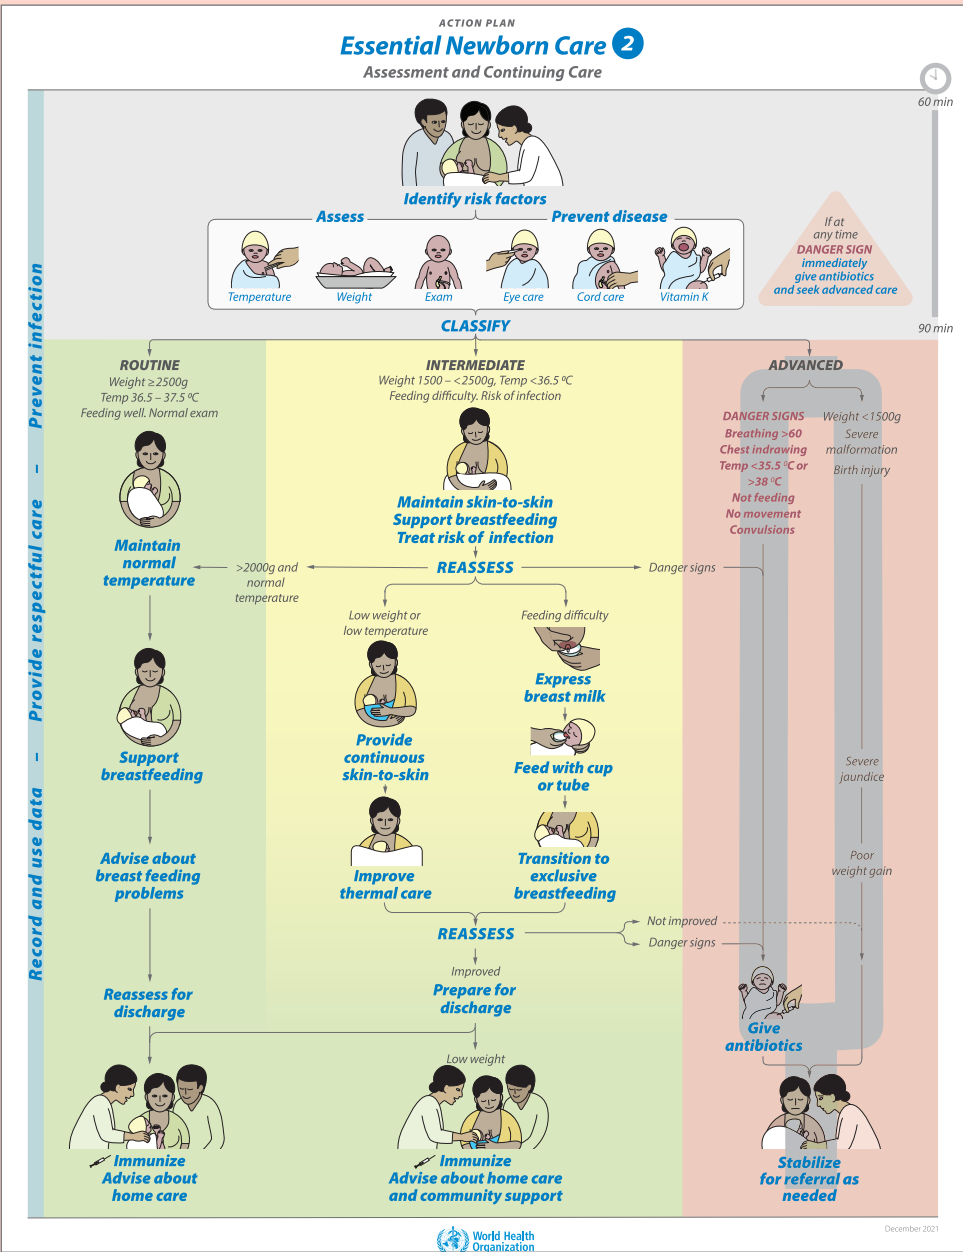 ACTION PLAN
Essential Newborn Care 2
Assessment and Continuing Care
60 min
Identify risk factors
Assess
Prevent disease
Temperature
Weight
Exam
Eye care
Cord care
Vitamin K
If at
any time
DANGER SIGN
immediately
give antibiotics
and seek advanced care
CLASSIFY
90 min
Record and use data – Provide respectful care – Prevent infection
ROUTINE
Weight ≥2500g
Temp 36.5 – 37.5 ⁰C
Feeding well. Normal exam
Maintain
normal
temperature
Support
breastfeeding
Advise about
breast feeding
problems
Reassess for
discharge
Immunize
Advise about
home care
INTERMEDIATE
Weight 1500 – <2500g, Temp <36.5 ⁰C
Feeding difficulty. Risk of infection
Maintain skin-to-skin
Support breastfeeding
Treat risk of infection
REASSESS
>2000g and
normal
temperature
Danger signs
Low weight or
low temperature
Provide
continuous
skin-to-skin
Improve
thermal care
Feeding difficulty
Express
breast milk
Feed with cup
or tube
Transition to
exclusive
breastfeeding
REASSESS
Not improved
Danger signs
Improved
Prepare for
discharge
Low weight
Immunize
Advise about home care
and community support
ADVANCED
DANGER SIGNS
Breathing >60
Chest indrawing
Temp <35.5 ⁰C or
>38 ⁰C
Not feeding
No movement
Convulsions
Weight <1500g
Severe
malformation
Birth injury
Severe
jaundice
Poor
weight gain
Give
antibiotics
Stabilize
for referral as
needed
December 2021
World Health
Organization